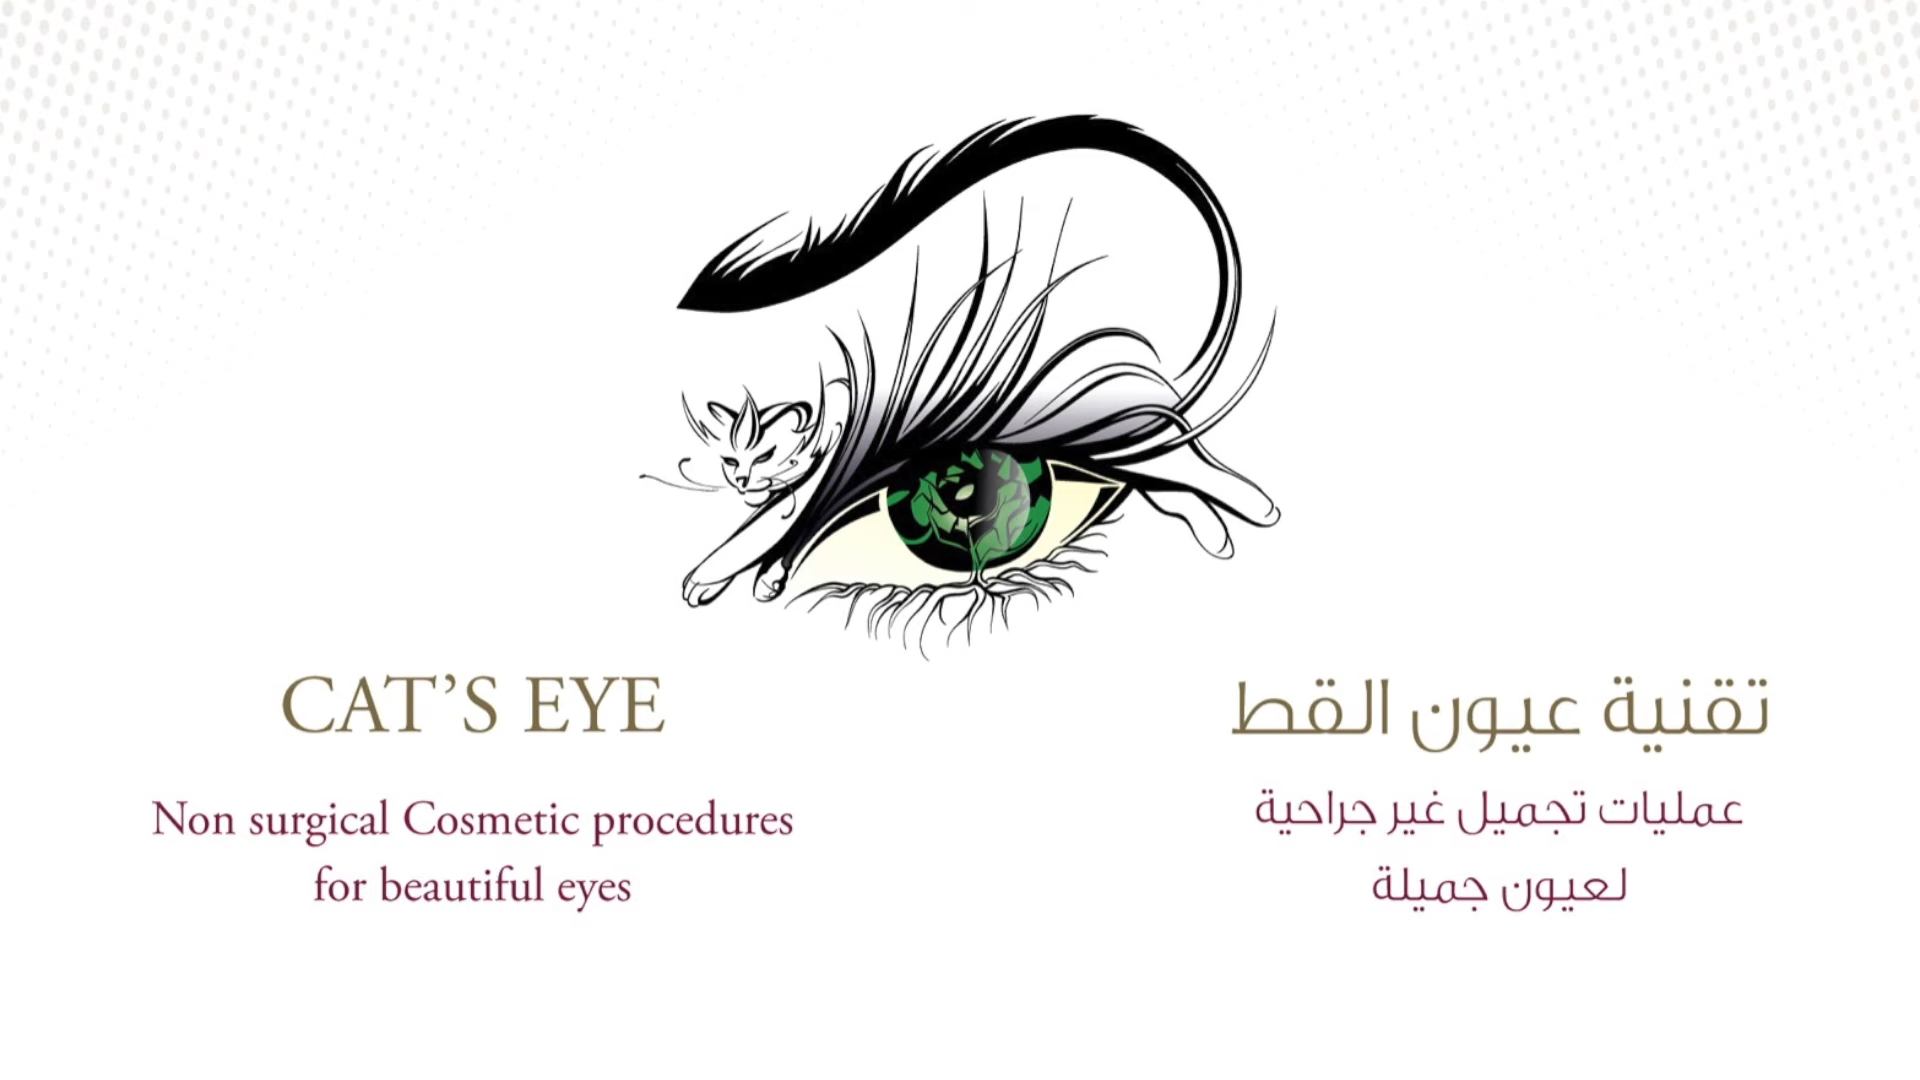 CAT'S EYE
Non surgical Cosmetic procedures
for beautiful eyes
تقنية عيون القط
عمليات تجميل غير جراحية
لعيون جميلة